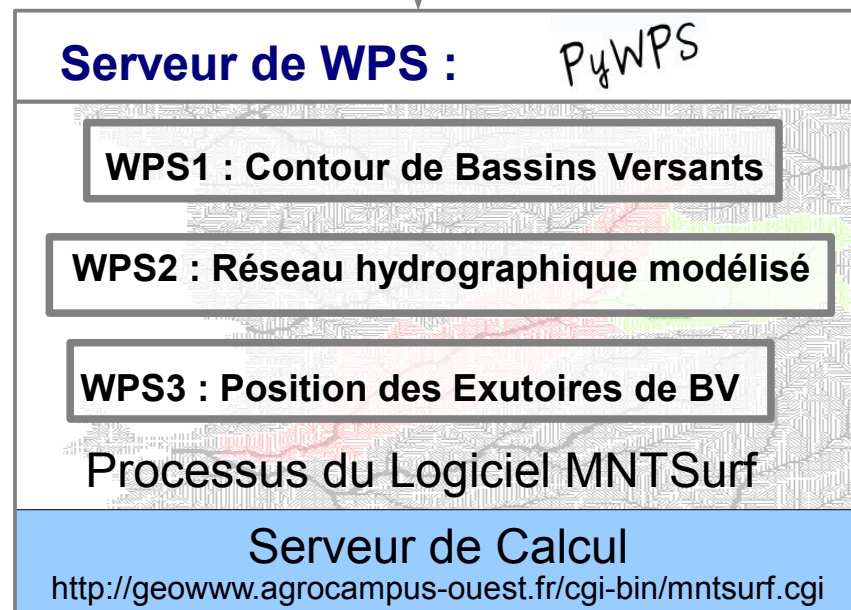 Serveur de WPS : PyWPS
WPS1 : Contour de Bassins Versants
WPS2 : Réseau hydrographique modélisé
WPS3 : Position des Exutoires de BV
Processus du Logiciel MNTSurf
Serveur de Calcul
http://geowww.agrocampus-ouest.fr/cgi-bin/mntsurf.cgi